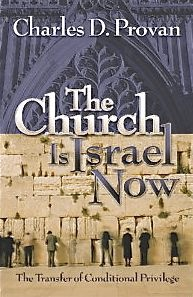 Charles D. Provan
The
Church
Is Israel
Now
The Transfer of Conditional Privilege